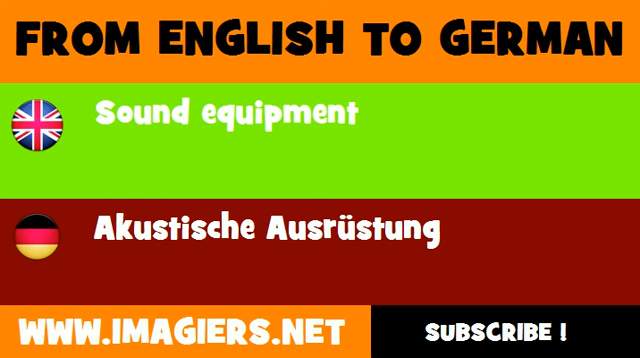 FROM ENGLISH TO GERMAN
Sound equipment
Akustische Ausrüstung
WWW.IMAGIERS.NET
SUBSCRIBE !